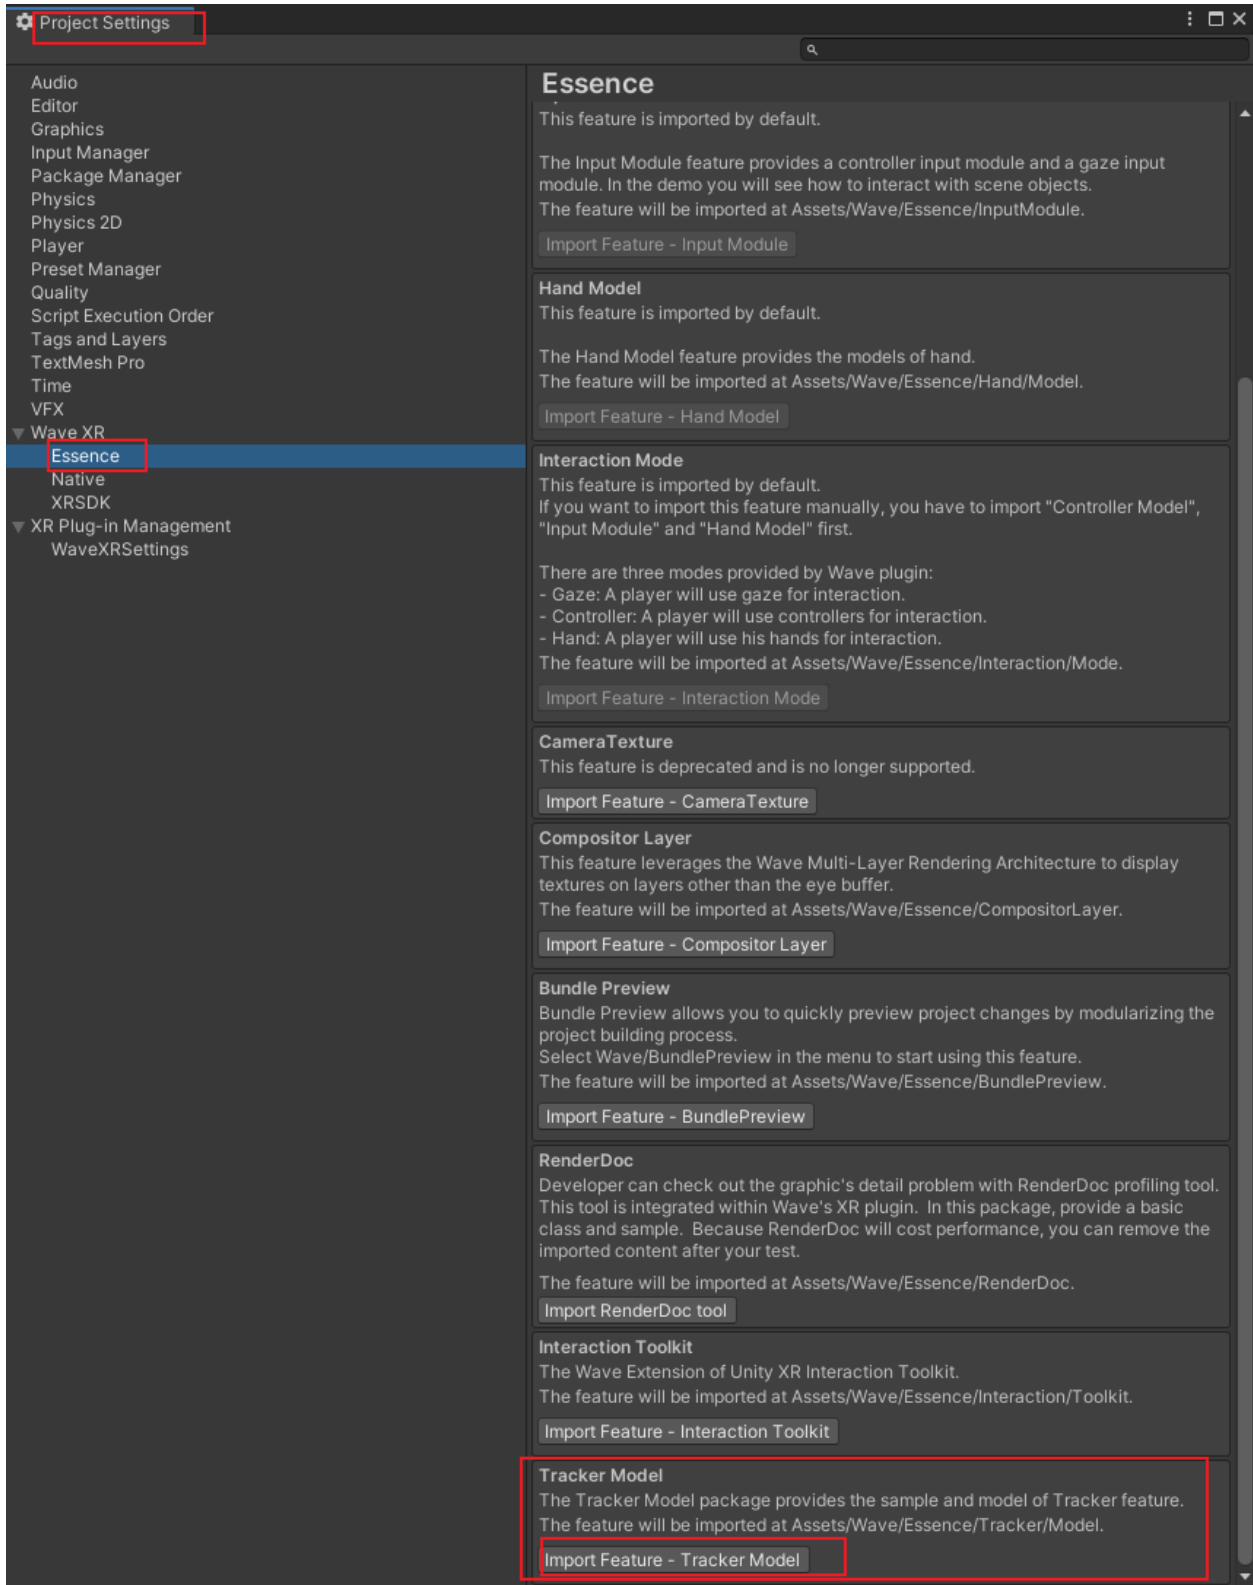 Project Settings
Audio
Editor
Graphics
Input Manager
Package Manager
Physics
Physics 2D
Player
Preset Manager
Quality
Script Execution Order
Tags and Layers
TextMesh Pro
Time
VFX
Wave XR
Essence
Native
XRSDK
XR Plug-in Management
WaveXRSettings
Essence
This feature is imported by default.
The Input Module feature provides a controller input module and a gaze input
module. In the demo you will see how to interact with scene objects.
The feature will be imported at Assets/Wave/Essence/InputModule.
Import Feature - Input Module
Hand Model
This feature is imported by default.
The Hand Model feature provides the models of hand.
The feature will be imported at Assets/Wave/Essence/Hand/Model.
Import Feature - Hand Model
Interaction Mode
This feature is imported by default.
If you want to import this feature manually, you have to import "Controller Model",
"Input Module" and "Hand Model" first.
There are three modes provided by Wave plugin:
- Gaze: A player will use gaze for interaction.
- Controller: A player will use controllers for interaction.
- Hand: A player will use his hands for interaction.
The feature will be imported at Assets/Wave/Essence/Interaction/Mode.
Import Feature - Interaction Mode
CameraTexture
This feature is deprecated and is no longer supported.
Import Feature - CameraTexture
Compositor Layer
This feature leverages the Wave Multi-Layer Rendering Architecture to display
textures on layers other than the eye buffer.
The feature will be imported at Assets/Wave/Essence/CompositorLayer.
Import Feature - Compositor Layer
Bundle Preview
Bundle Preview allows you to quickly preview project changes by modularizing the
project building process.
Select Wave/BundlePreview in the menu to start using this feature.
The feature will be imported at Assets/Wave/Essence/BundlePreview.
Import Feature - BundlePreview
RenderDoc
Developer can check out the graphic's detail problem with RenderDoc profiling tool.
This tool is integrated within Wave's XR plugin. In this package, provide a basic
class and sample. Because RenderDoc will cost performance, you can remove the
imported content after your test.
The feature will be imported at Assets/Wave/Essence/RenderDoc.
Import RenderDoc tool
Interaction Toolkit
The Wave Extension of Unity XR Interaction Toolkit.
The feature will be imported at Assets/Wave/Essence/Interaction/Toolkit.
Import Feature - Interaction Toolkit
Tracker Model
The Tracker Model package provides the sample and model of Tracker feature.
The feature will be imported at Assets/Wave/Essence/Tracker/Model.
Import Feature - Tracker Model